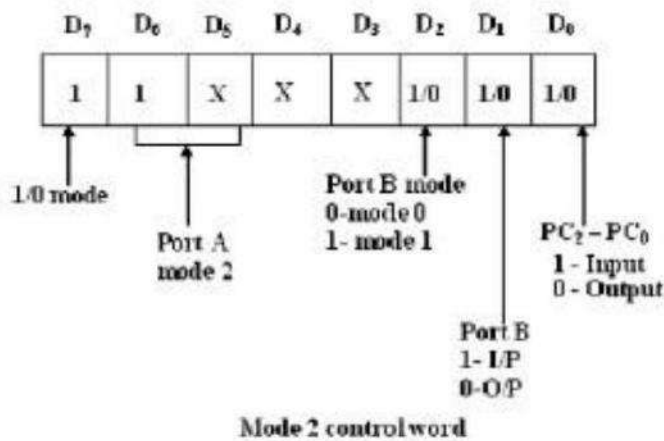 D₇ D₆ D₅ D₄ D₃ D₂ D₁ D₀
1 1 X X X 1/0 1/0 1/0
1/0 mode
Port A
mode 2
Port B mode
0-mode 0
1- mode 1
PC₂-PC₀
1 - Input
0 - Output
Port B
1- I/P
0-O/P
Mode 2 control word